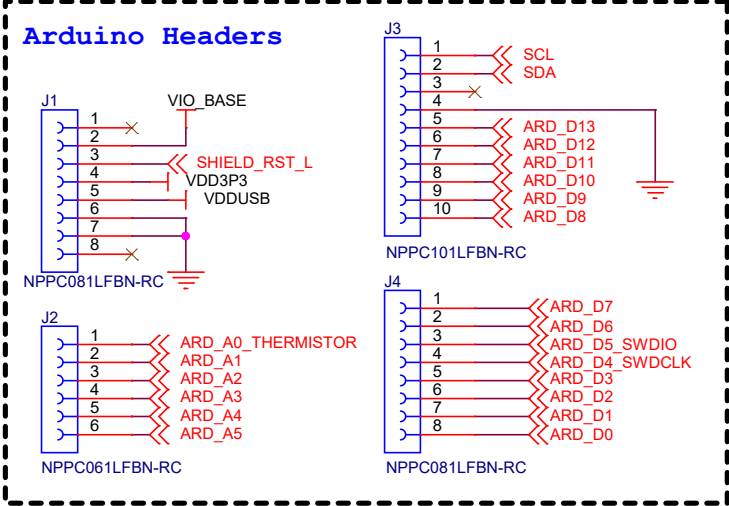 Arduino Headers
J1
VIO_BASE
1
2
3
SHIELD_RST_L
4
VDD3P3
5
VDDUSB
6
7
8
NPPC081LFBN-RC
J2
1
ARD_A0_THERMISTOR
2
ARD_A1
3
ARD_A2
4
ARD_A3
5
ARD_A4
6
ARD_A5
NPPC061LFBN-RC
J3
1
SCL
2
SDA
3
4
5
ARD_D13
6
ARD_D12
7
ARD_D11
8
ARD_D10
9
ARD_D9
10
ARD_D8
NPPC101LFBN-RC
J4
1
ARD_D7
2
ARD_D6
3
ARD_D5_SWDIO
4
ARD_D4_SWDCLK
5
ARD_D3
6
ARD_D2
7
ARD_D1
8
ARD_D0
NPPC081LFBN-RC